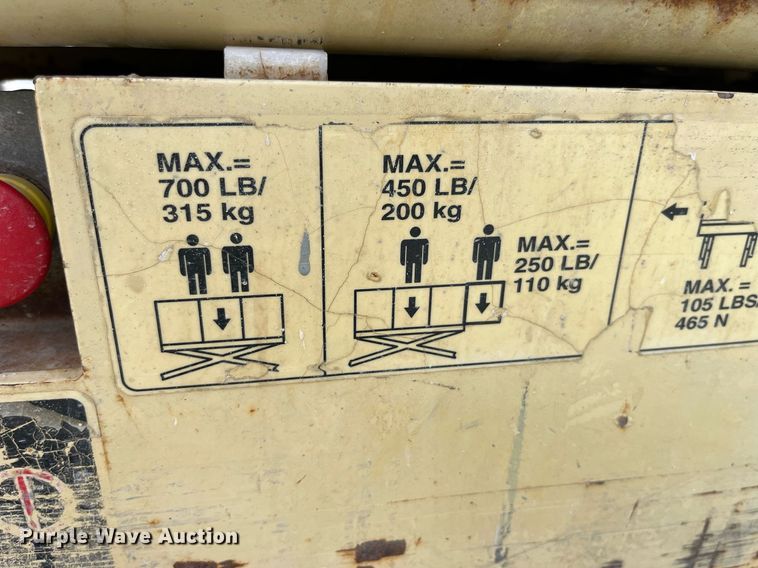 MAX.=
700 LB/
315 kg
MAX.=
450 LB/
200 kg
MAX.=
250 LB/
110 kg
MAX. =
105 LBS/
465 N
Purple Wave Auction